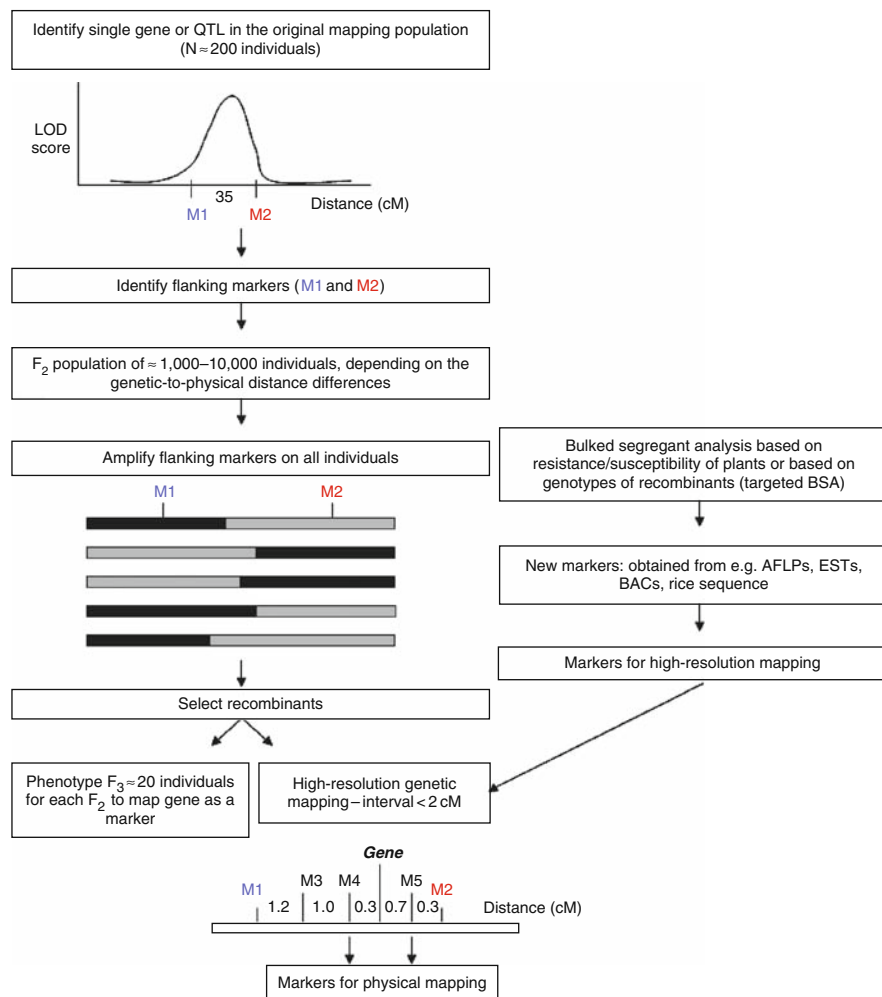 Identify single gene or QTL in the original mapping population
(N ≈ 200 individuals)
LOD
score
35
Distance (cM)
M1
M2
Identify flanking markers (M1 and M2)
F2 population of ≈ 1,000–10,000 individuals, depending on the
genetic-to-physical distance differences
Amplify flanking markers on all individuals
M1
M2
Select recombinants
Bulked segregant analysis based on
resistance/susceptibility of plants or based on
genotypes of recombinants (targeted BSA)
New markers: obtained from e.g. AFLPs, ESTs,
BACs, rice sequence
Markers for high-resolution mapping
Phenotype F3 ≈ 20 individuals
for each F2 to map gene as a
marker
High-resolution genetic
mapping – interval < 2 cM
Gene
M1 M3 M4 M5 M2
1.2 1.0 0.3 0.7 0.3 Distance (cM)
Markers for physical mapping